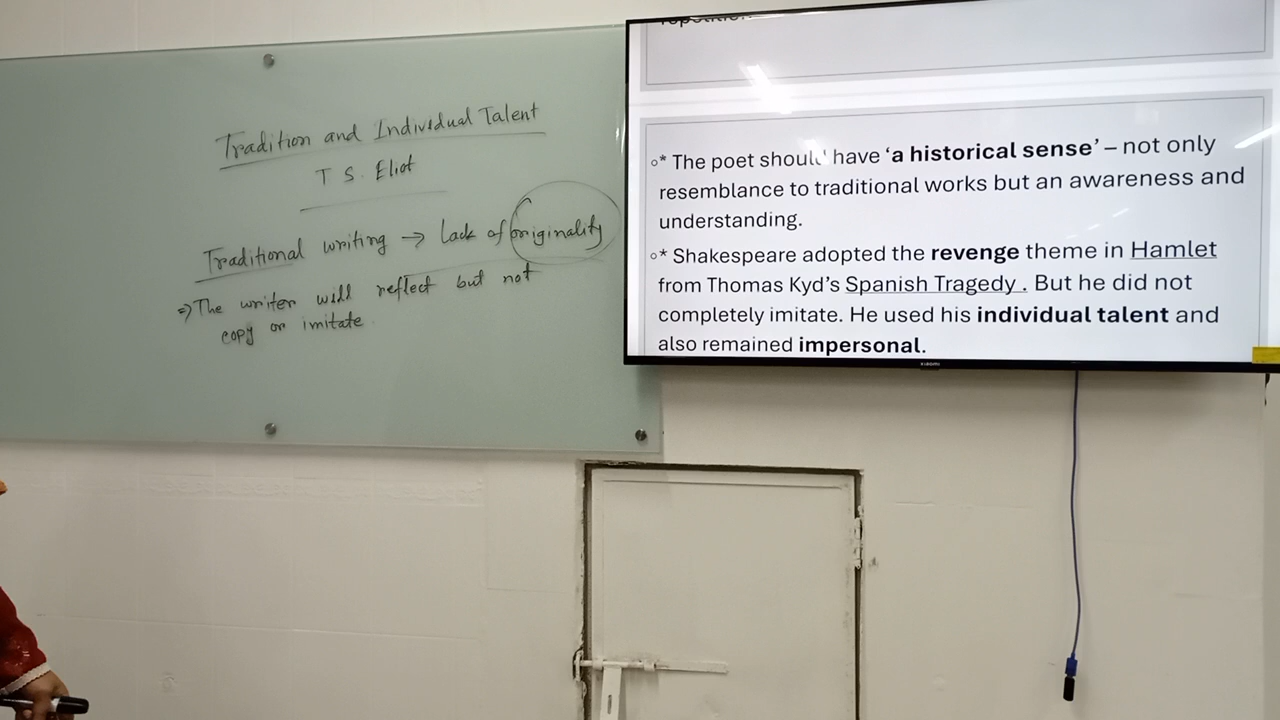 Tradition and Individual Talent
T S. Eliot
Traditional writing → Lack of originality
⇒ The writer will reflect but not
copy or imitate
◦* The poet should have ‘a historical sense’ – not only
resemblance to traditional works but an awareness and
understanding.
◦* Shakespeare adopted the revenge theme in Hamlet
from Thomas Kyd’s Spanish Tragedy . But he did not
completely imitate. He used his individual talent and
also remained impersonal.